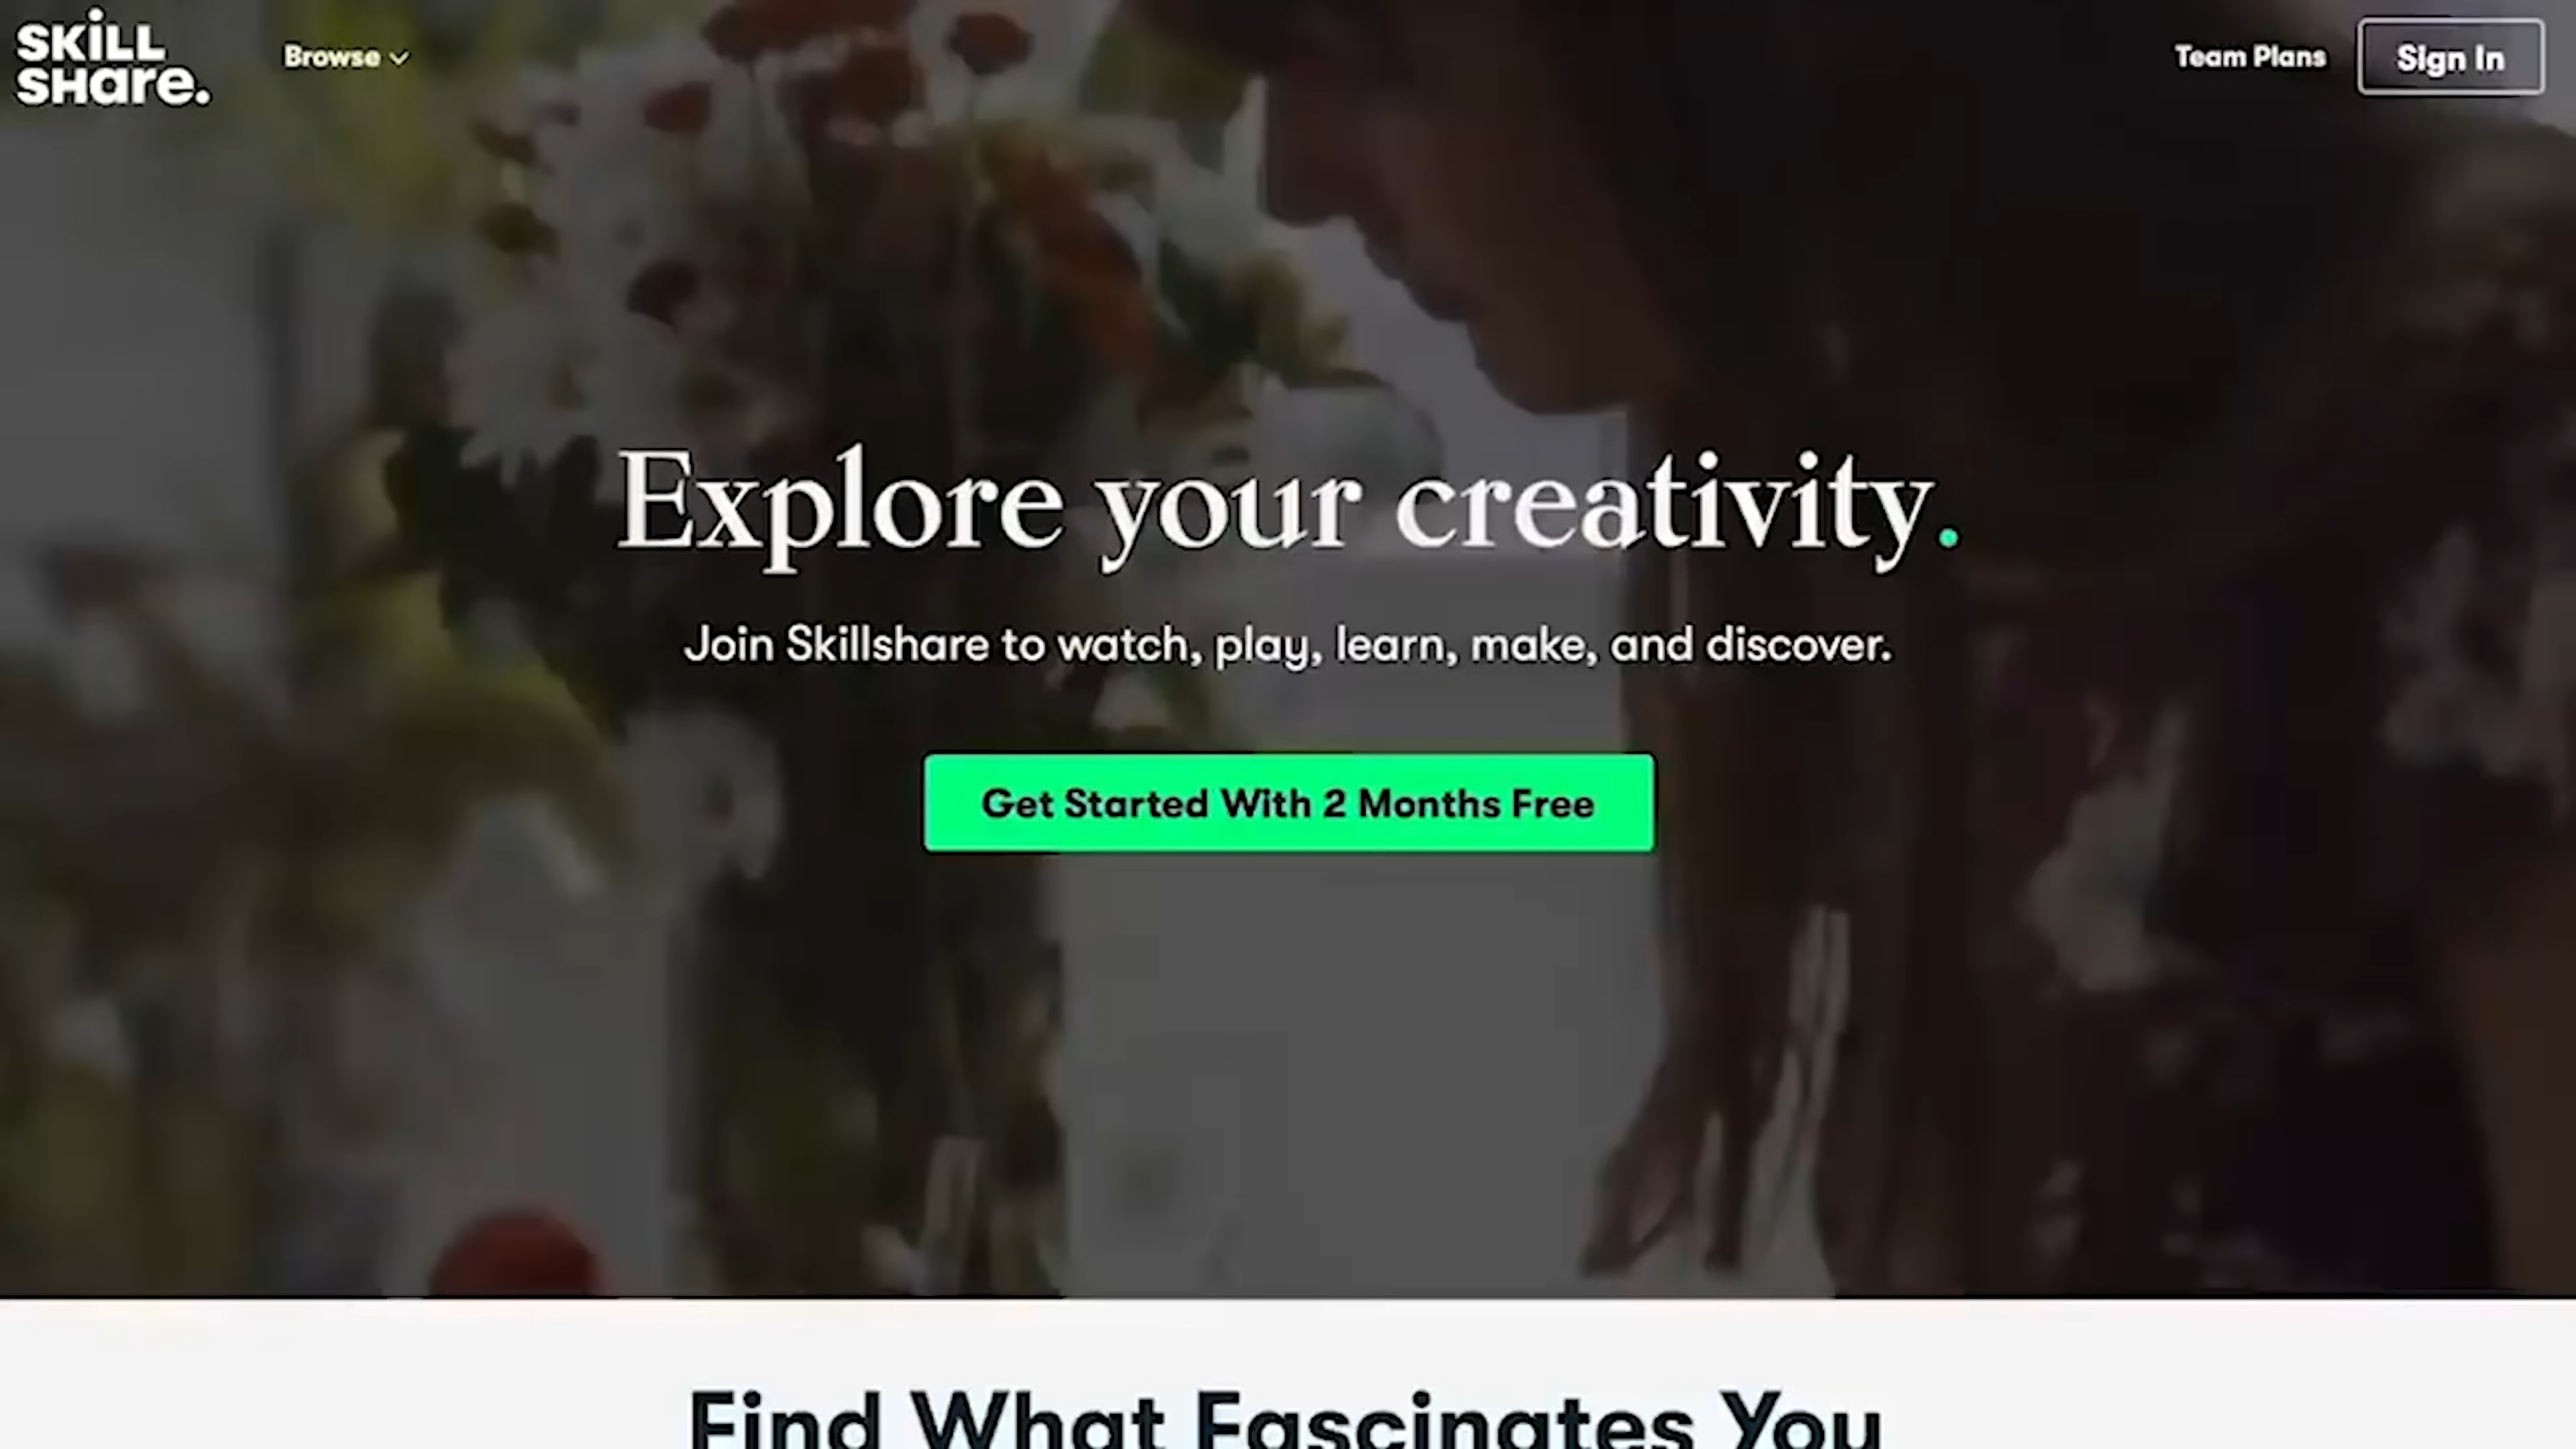 SKiLL
SHare.
Browse
Team Plans
Sign In
Explore your creativity.
Join Skillshare to watch, play, learn, make, and discover.
Get Started With 2 Months Free
Find What Fascinates You